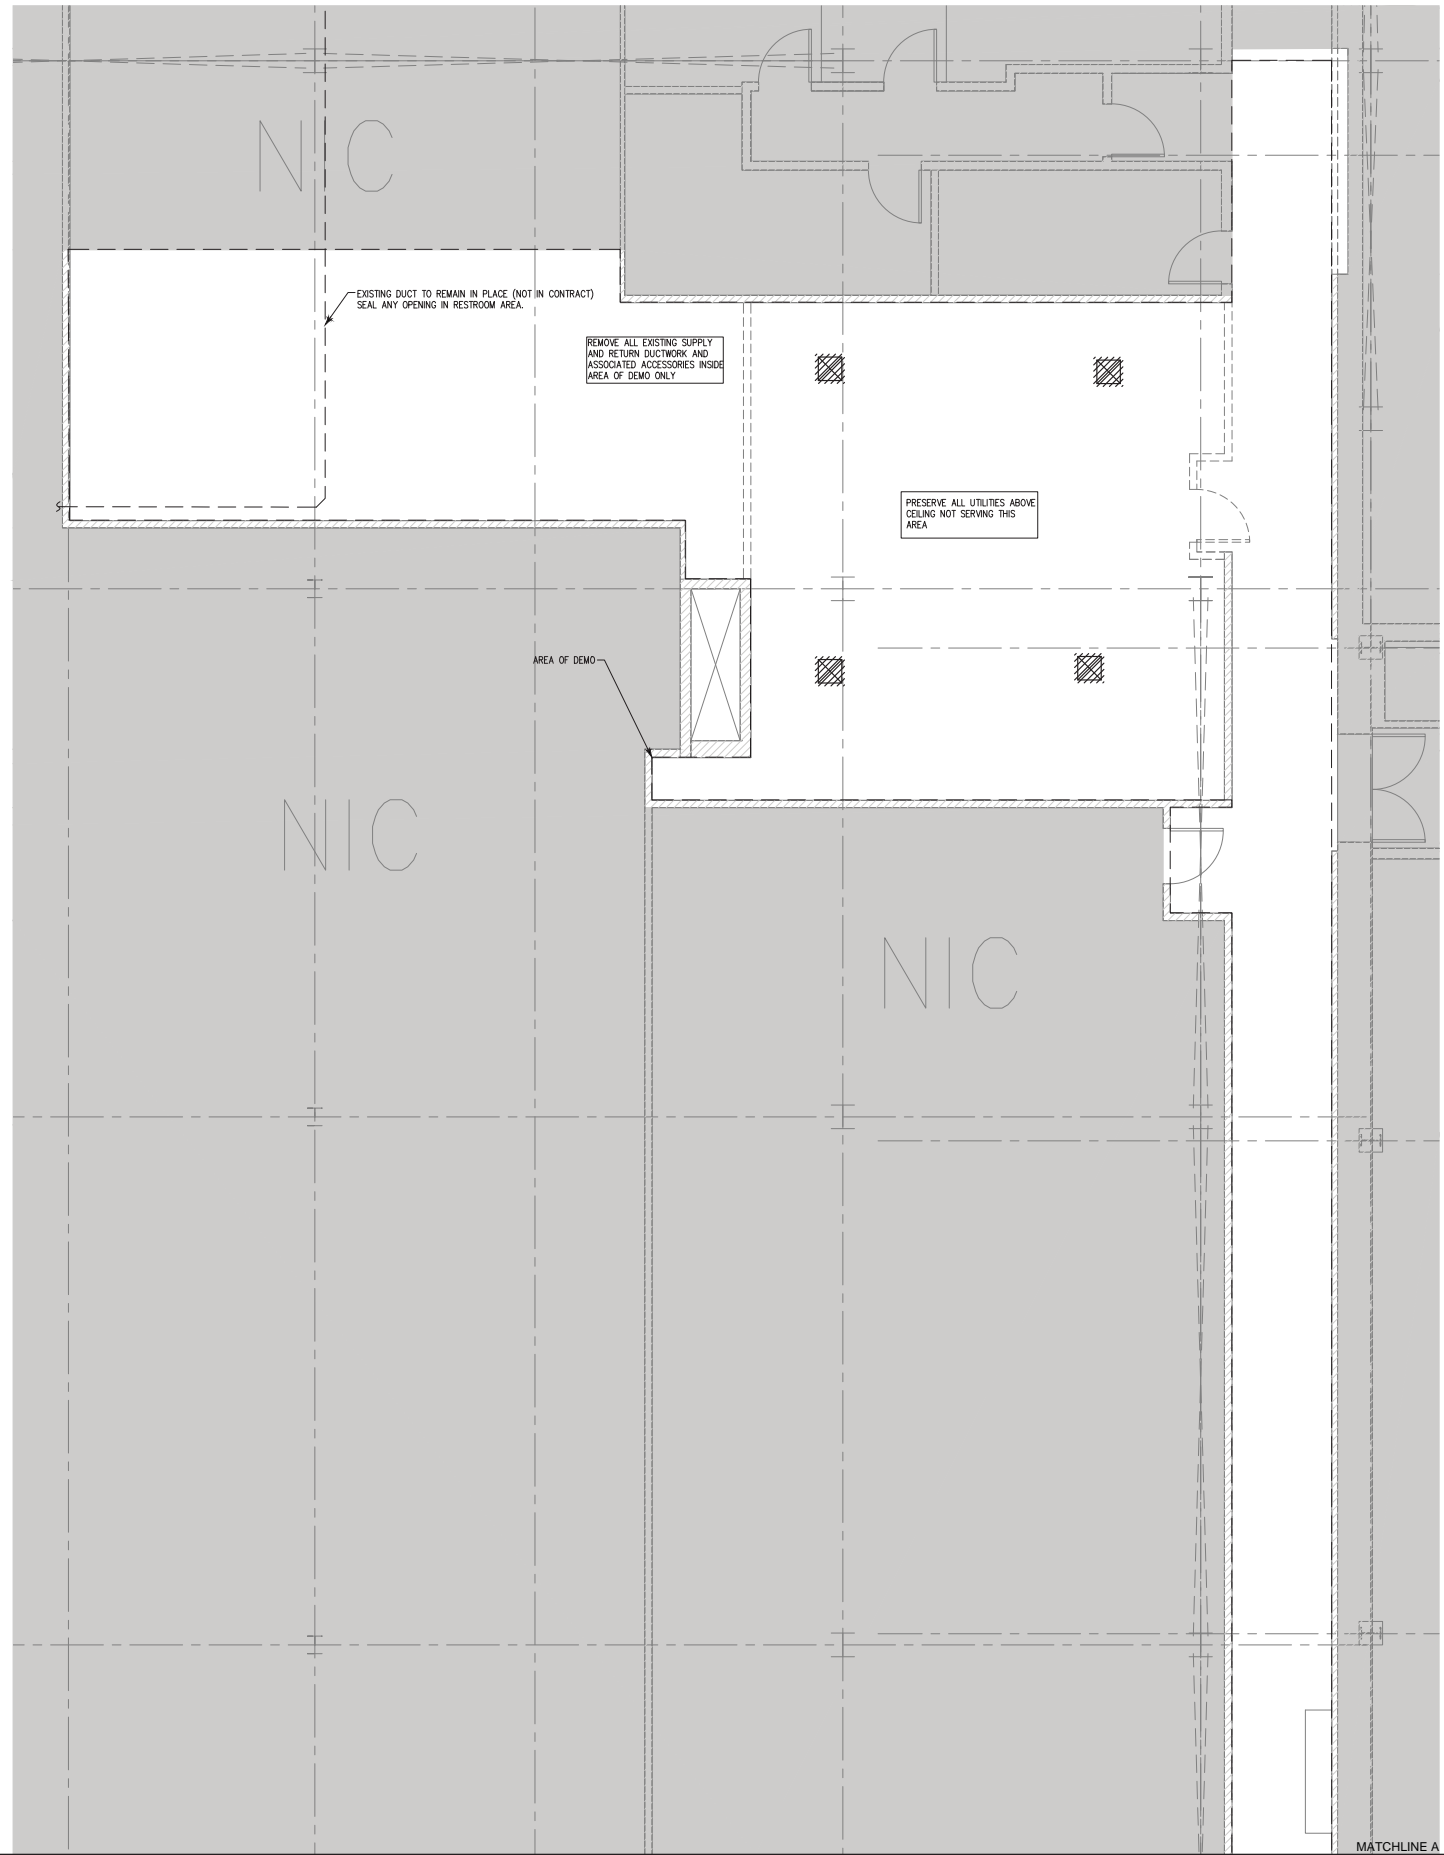 NIC
EXISTING DUCT TO REMAIN IN PLACE (NOT IN CONTRACT)
SEAL ANY OPENING IN RESTROOM AREA.
REMOVE ALL EXISTING SUPPLY
AND RETURN DUCTWORK AND
ASSOCIATED ACCESSORIES INSIDE
AREA OF DEMO ONLY
PRESERVE ALL UTILITIES ABOVE
CEILING NOT SERVING THIS
AREA
AREA OF DEMO
NIC
NIC
MATCHLINE A